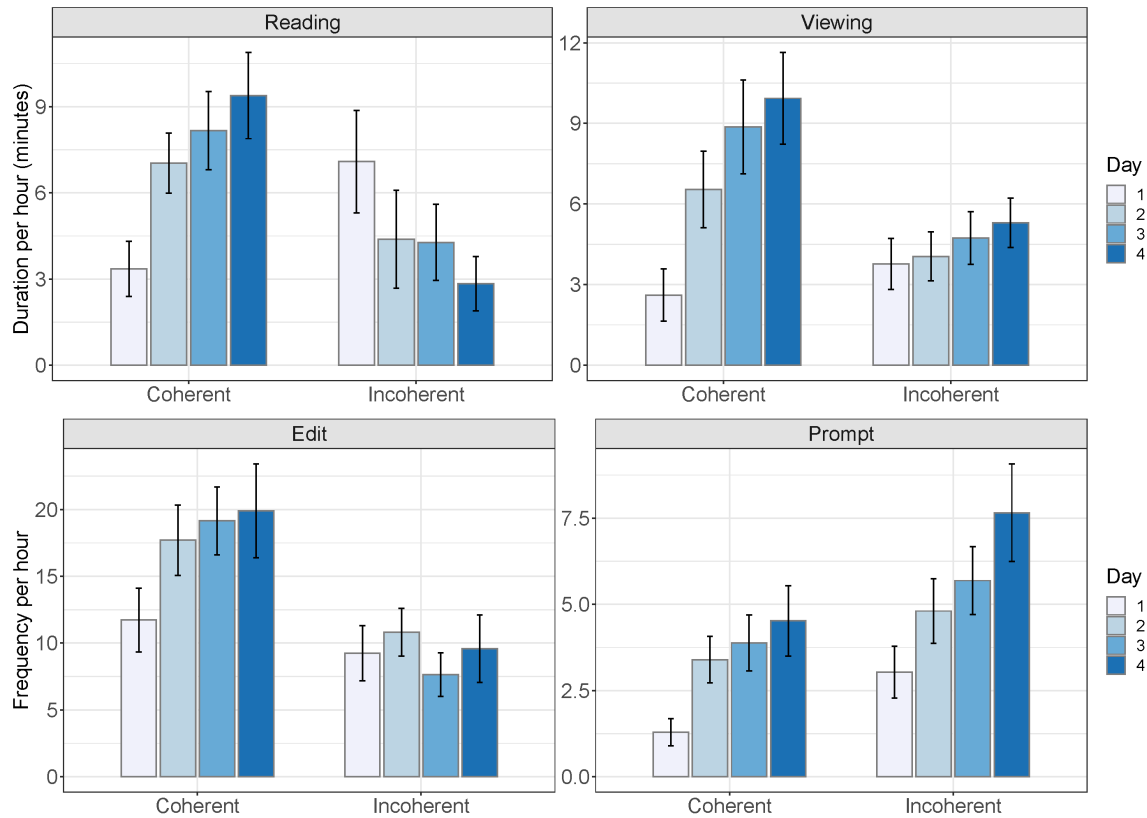 Reading
Viewing
Duration per hour (minutes)
9
6
3
0
12
9
6
3
0
Coherent
Incoherent
Coherent
Incoherent
Day
1
2
3
4
Edit
Prompt
Frequency per hour
20
15
10
5
0
7.5
5.0
2.5
0.0
Coherent
Incoherent
Coherent
Incoherent
Day
1
2
3
4